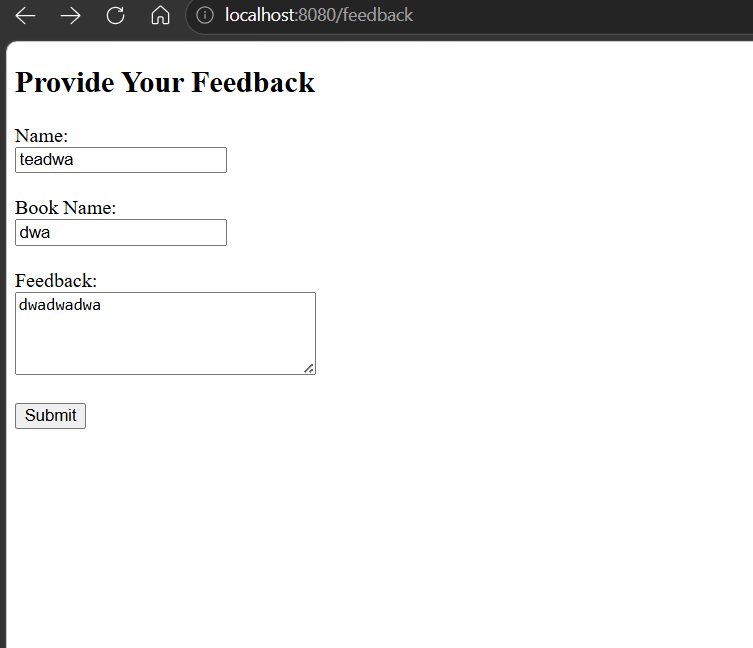 localhost:8080/feedback
Provide Your Feedback
Name:
teadwa
Book Name:
dwa
Feedback:
dwadwadwa
Submit